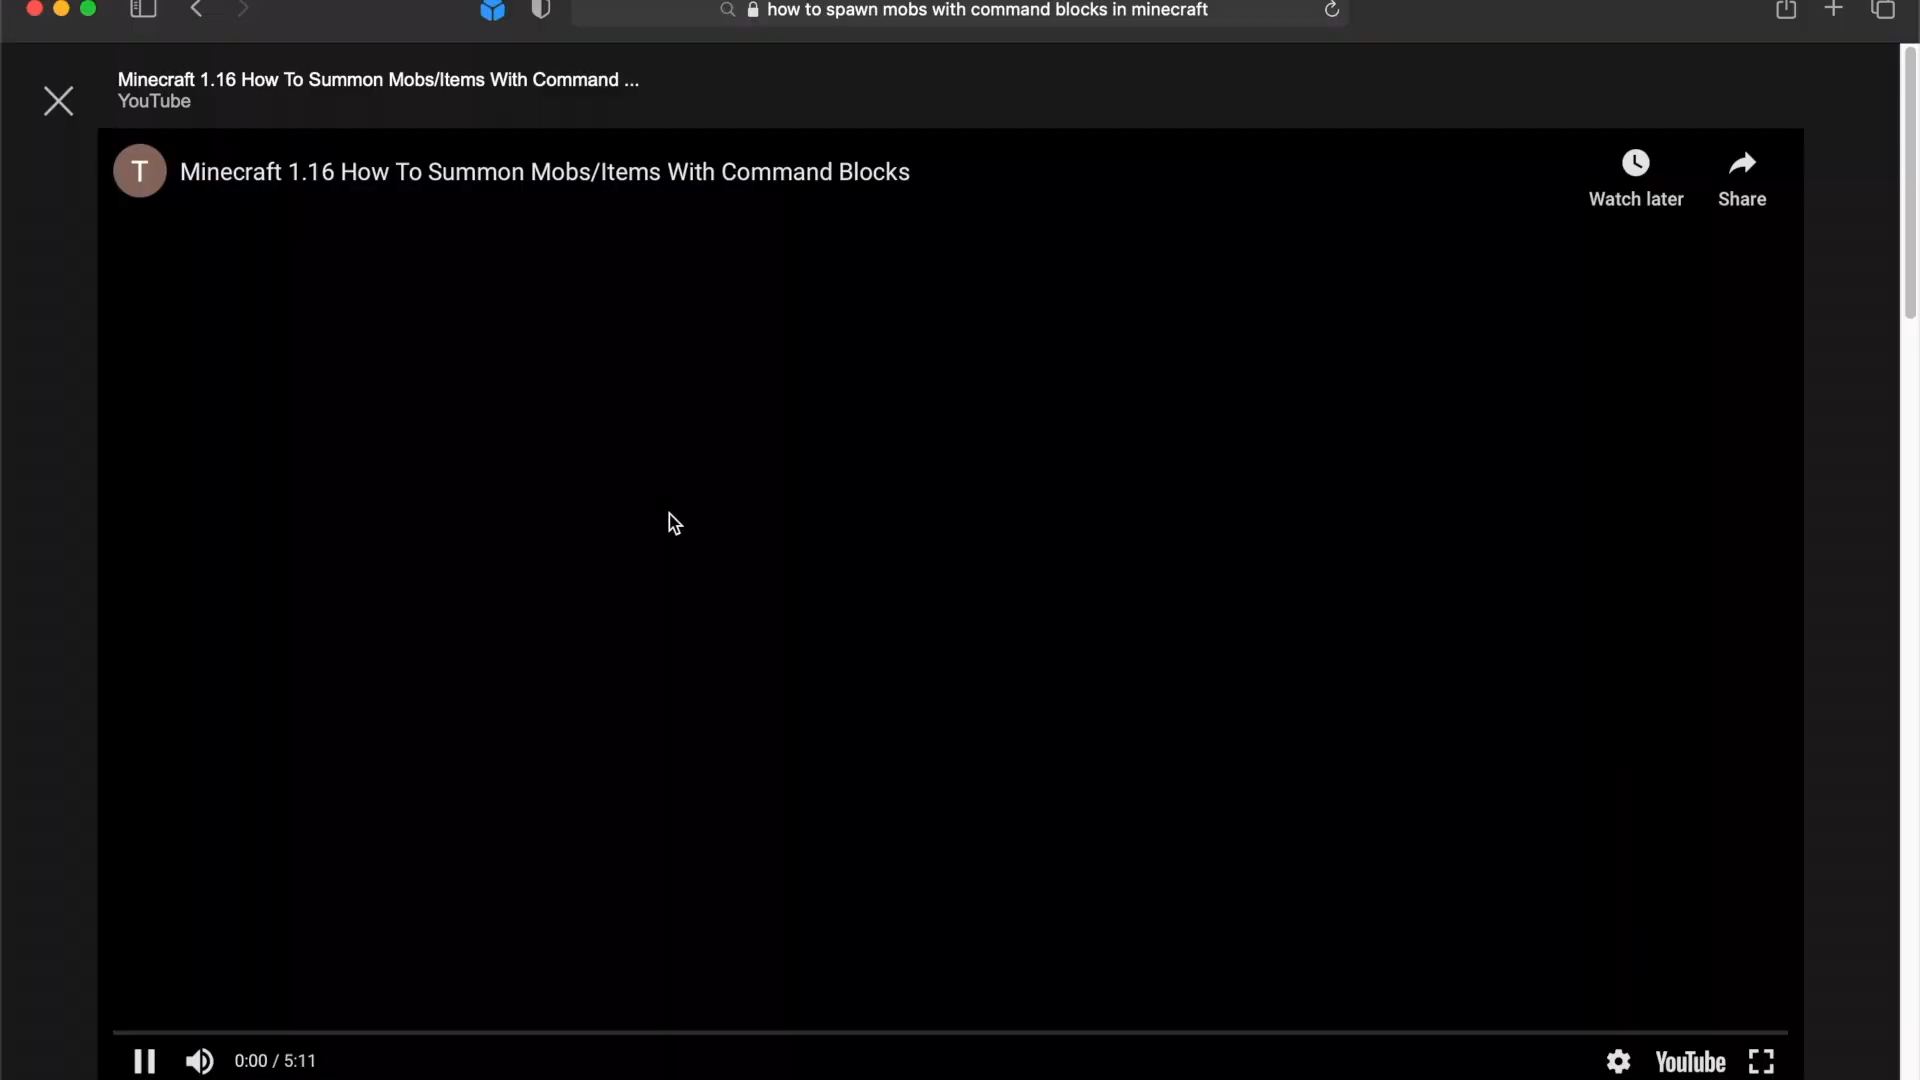 how to spawn mobs with command blocks in minecraft
Minecraft 1.16 How To Summon Mobs/Items With Command ...
YouTube
T
Minecraft 1.16 How To Summon Mobs/Items With Command Blocks
Watch later
Share
0:00 / 5:11
YouTube